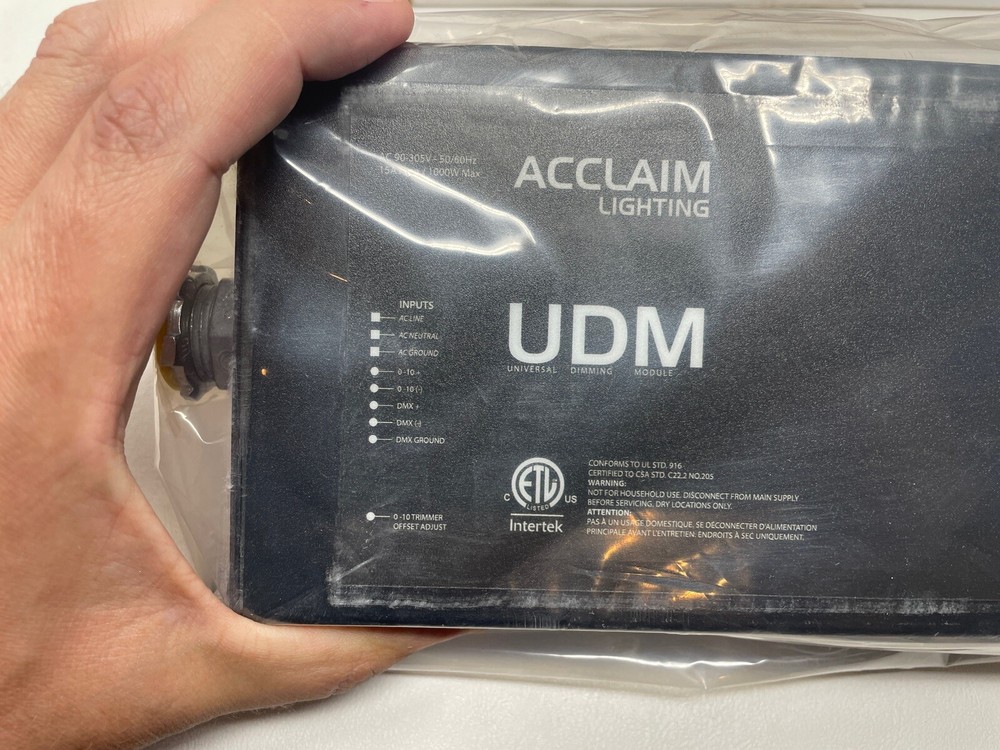 AC 90-305V - 50/60Hz
/ 1000W Max
ACCLAIM
LIGHTING
INPUTS
AC LINE
AC NEUTRAL
AC GROUND
0-10 +
0-10 (-)
DMX +
DMX (-)
DMX GROUND
0 -10 TRIMMER
OFFSET ADJUST
UDM
UNIVERSAL DIMMING MODULE
C ETL US
LISTED
Intertek
CONFORMS TO UL STD. 916
CERTIFIED TO CSA STD. C22.2 NO.205
WARNING:
NOT FOR HOUSEHOLD USE. DISCONNECT FROM MAIN SUPPLY
BEFORE SERVICING. DRY LOCATIONS ONLY.
ATTENTION:
PAS À UN USAGE DOMESTIQUE. SE DÉCONNECTER D'ALIMENTATION
PRINCIPALE AVANT L'ENTRETIEN. ENDROITS À SEC UNIQUEMENT.